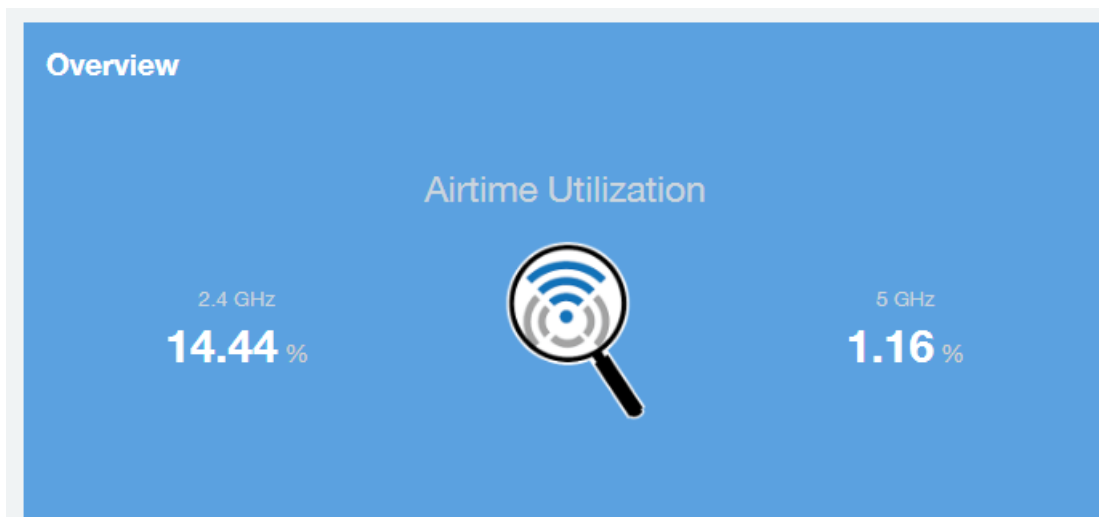 Overview
Airtime Utilization
2.4 GHz
14.44 %
5 GHz
1.16 %